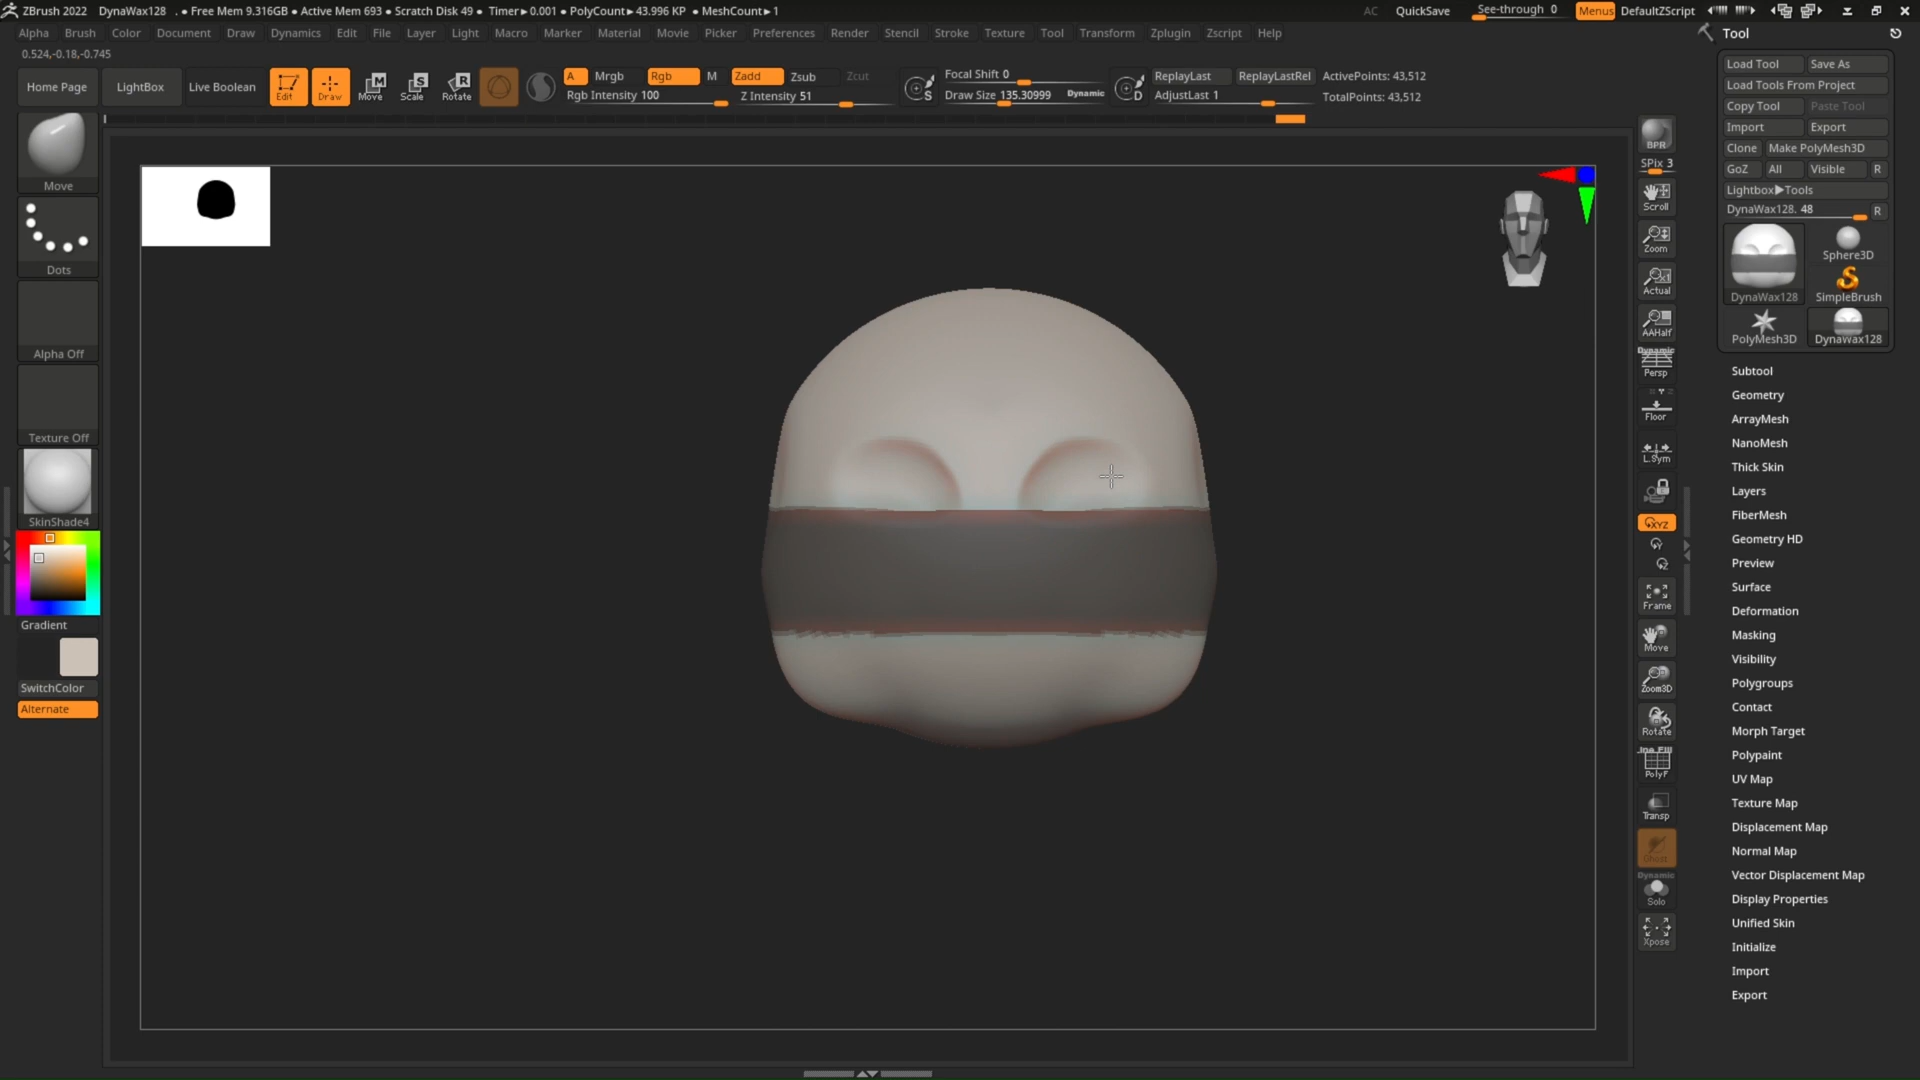 ZBrush 2022 DynaWax128 . • Free Mem 9.316GB • Active Mem 693 • Scratch Disk 49 • Timer▶0.001 • PolyCount▶43.996 KP • MeshCount▶1
AC QuickSave See-through 0 Menus DefaultZScript
Alpha Brush Color Document Draw Dynamics Edit File Layer Light Macro Marker Material Movie Picker Preferences Render Stencil Stroke Texture Tool Transform Zplugin Zscript Help
0.524,-0.18,-0.745
Home Page LightBox Live Boolean Edit Draw Move Scale Rotate
A Mrgb Rgb M Zadd Zsub Zcut
Rgb Intensity 100 Z Intensity 51
Focal Shift 0
Draw Size 135.30999 Dynamic
ReplayLast ReplayLastRel ActivePoints: 43,512
AdjustLast 1 TotalPoints: 43,512
Move
Dots
Alpha Off
Texture Off
SkinShade4
Gradient
SwitchColor
Alternate
BPR
SPix 3
Scroll
Zoom
Actual
AAHalf
Dynamic
Persp
Floor
L.Sym
XYZ
Frame
Move
Zoom3D
Rotate
Line Fill
PolyF
Transp
Ghost
Dynamic
Solo
Xpose
Tool
Load Tool Save As
Load Tools From Project
Copy Tool Paste Tool
Import Export
Clone Make PolyMesh3D
GoZ All Visible R
Lightbox▶Tools
DynaWax128. 48 R
Sphere3D
DynaWax128 SimpleBrush
PolyMesh3D DynaWax128
Subtool
Geometry
ArrayMesh
NanoMesh
Thick Skin
Layers
FiberMesh
Geometry HD
Preview
Surface
Deformation
Masking
Visibility
Polygroups
Contact
Morph Target
Polypaint
UV Map
Texture Map
Displacement Map
Normal Map
Vector Displacement Map
Display Properties
Unified Skin
Initialize
Import
Export